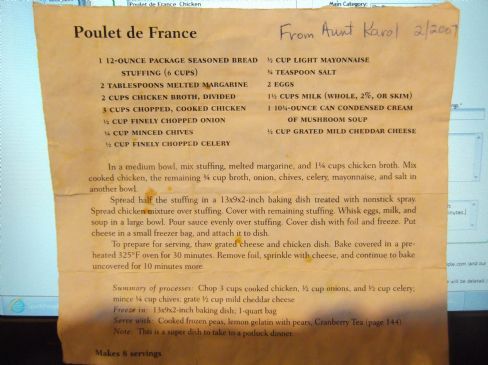 Poulet de France Chicken
Main Category:
Poulet de France
From Aunt Karol 2/2007
1 12-OUNCE PACKAGE SEASONED BREAD
STUFFING (6 CUPS)
2 TABLESPOONS MELTED MARGARINE
2 CUPS CHICKEN BROTH, DIVIDED
3 CUPS CHOPPED, COOKED CHICKEN
½ CUP FINELY CHOPPED ONION
¼ CUP MINCED CHIVES
½ CUP FINELY CHOPPED CELERY
½ CUP LIGHT MAYONNAISE
¾ TEASPOON SALT
2 EGGS
1½ CUPS MILK (WHOLE, 2%, OR SKIM)
1 10¾-OUNCE CAN CONDENSED CREAM
OF MUSHROOM SOUP
½ CUP GRATED MILD CHEDDAR CHEESE
In a medium bowl, mix stuffing, melted margarine, and 1¼ cups chicken broth. Mix
cooked chicken, the remaining ¾ cup broth, onion, chives, celery, mayonnaise, and salt in
another bowl.
Spread half the stuffing in a 13x9x2-inch baking dish treated with nonstick spray.
Spread chicken mixture over stuffing. Cover with remaining stuffing. Whisk eggs, milk, and
soup in a large bowl. Pour sauce evenly over stuffing. Cover dish with foil and freeze. Put
cheese in a small freezer bag, and attach it to dish.
To prepare for serving, thaw grated cheese and chicken dish. Bake covered in a pre-
heated 325°F oven for 30 minutes. Remove foil, sprinkle with cheese, and continue to bake
uncovered for 10 minutes more.
Summary of processes: Chop 3 cups cooked chicken, ½ cup onions, and ½ cup celery;
mince ¼ cup chives; grate ½ cup mild cheddar cheese
Freeze in: 13x9x2-inch baking dish; 1-quart bag
Serve with: Cooked frozen peas, lemon gelatin with pears, Cranberry Tea (page 144)
Note: This is a super dish to take to a potluck dinner.
Makes 8 servings